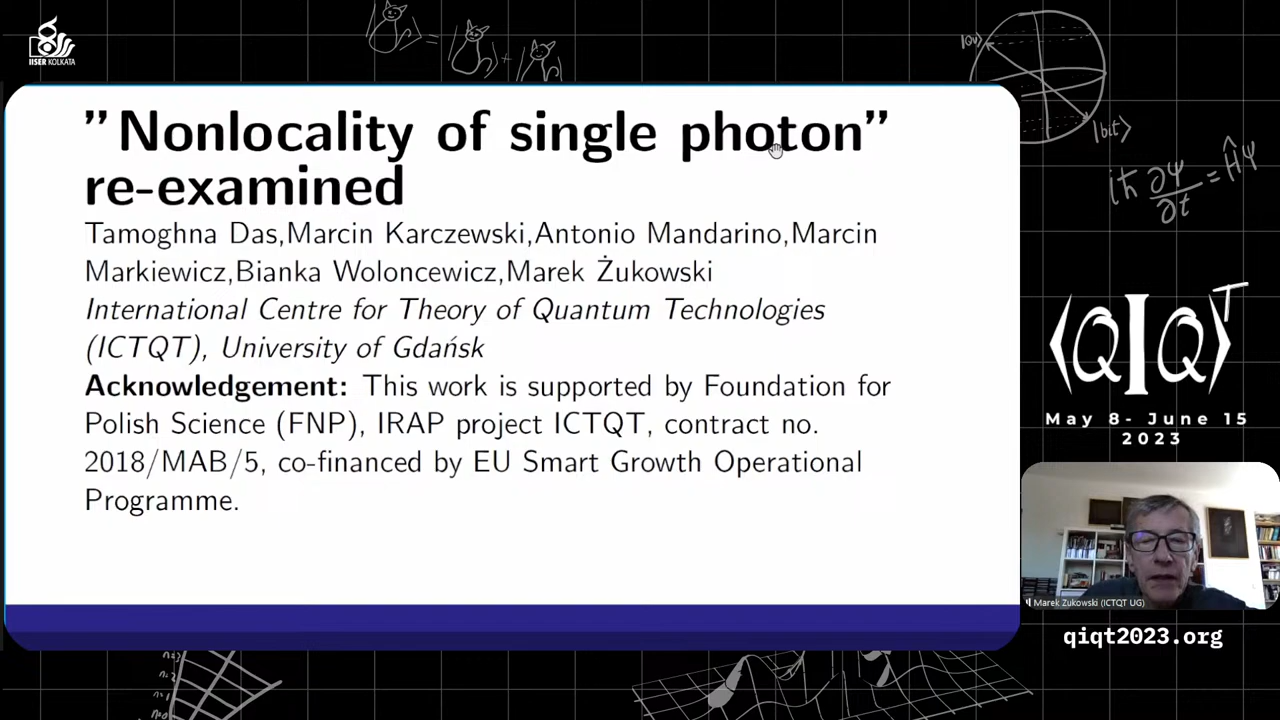 IISER KOLKATA
"Nonlocality of single photon"
re-examined
Tamoghna Das,Marcin Karczewski,Antonio Mandarino,Marcin
Markiewicz,Bianka Woloncewicz,Marek Żukowski
International Centre for Theory of Quantum Technologies
(ICTQT), University of Gdańsk
Acknowledgement: This work is supported by Foundation for
Polish Science (FNP), IRAP project ICTQT, contract no.
2018/MAB/5, co-financed by EU Smart Growth Operational
Programme.
|bit⟩
iħ ∂ψ/∂t = Ĥψ
⟨QIQ⟩T
May 8- June 15
2023
Marek Zukowski (ICTQT UG)
qiqt2023.org
n=2
n=1
n=0